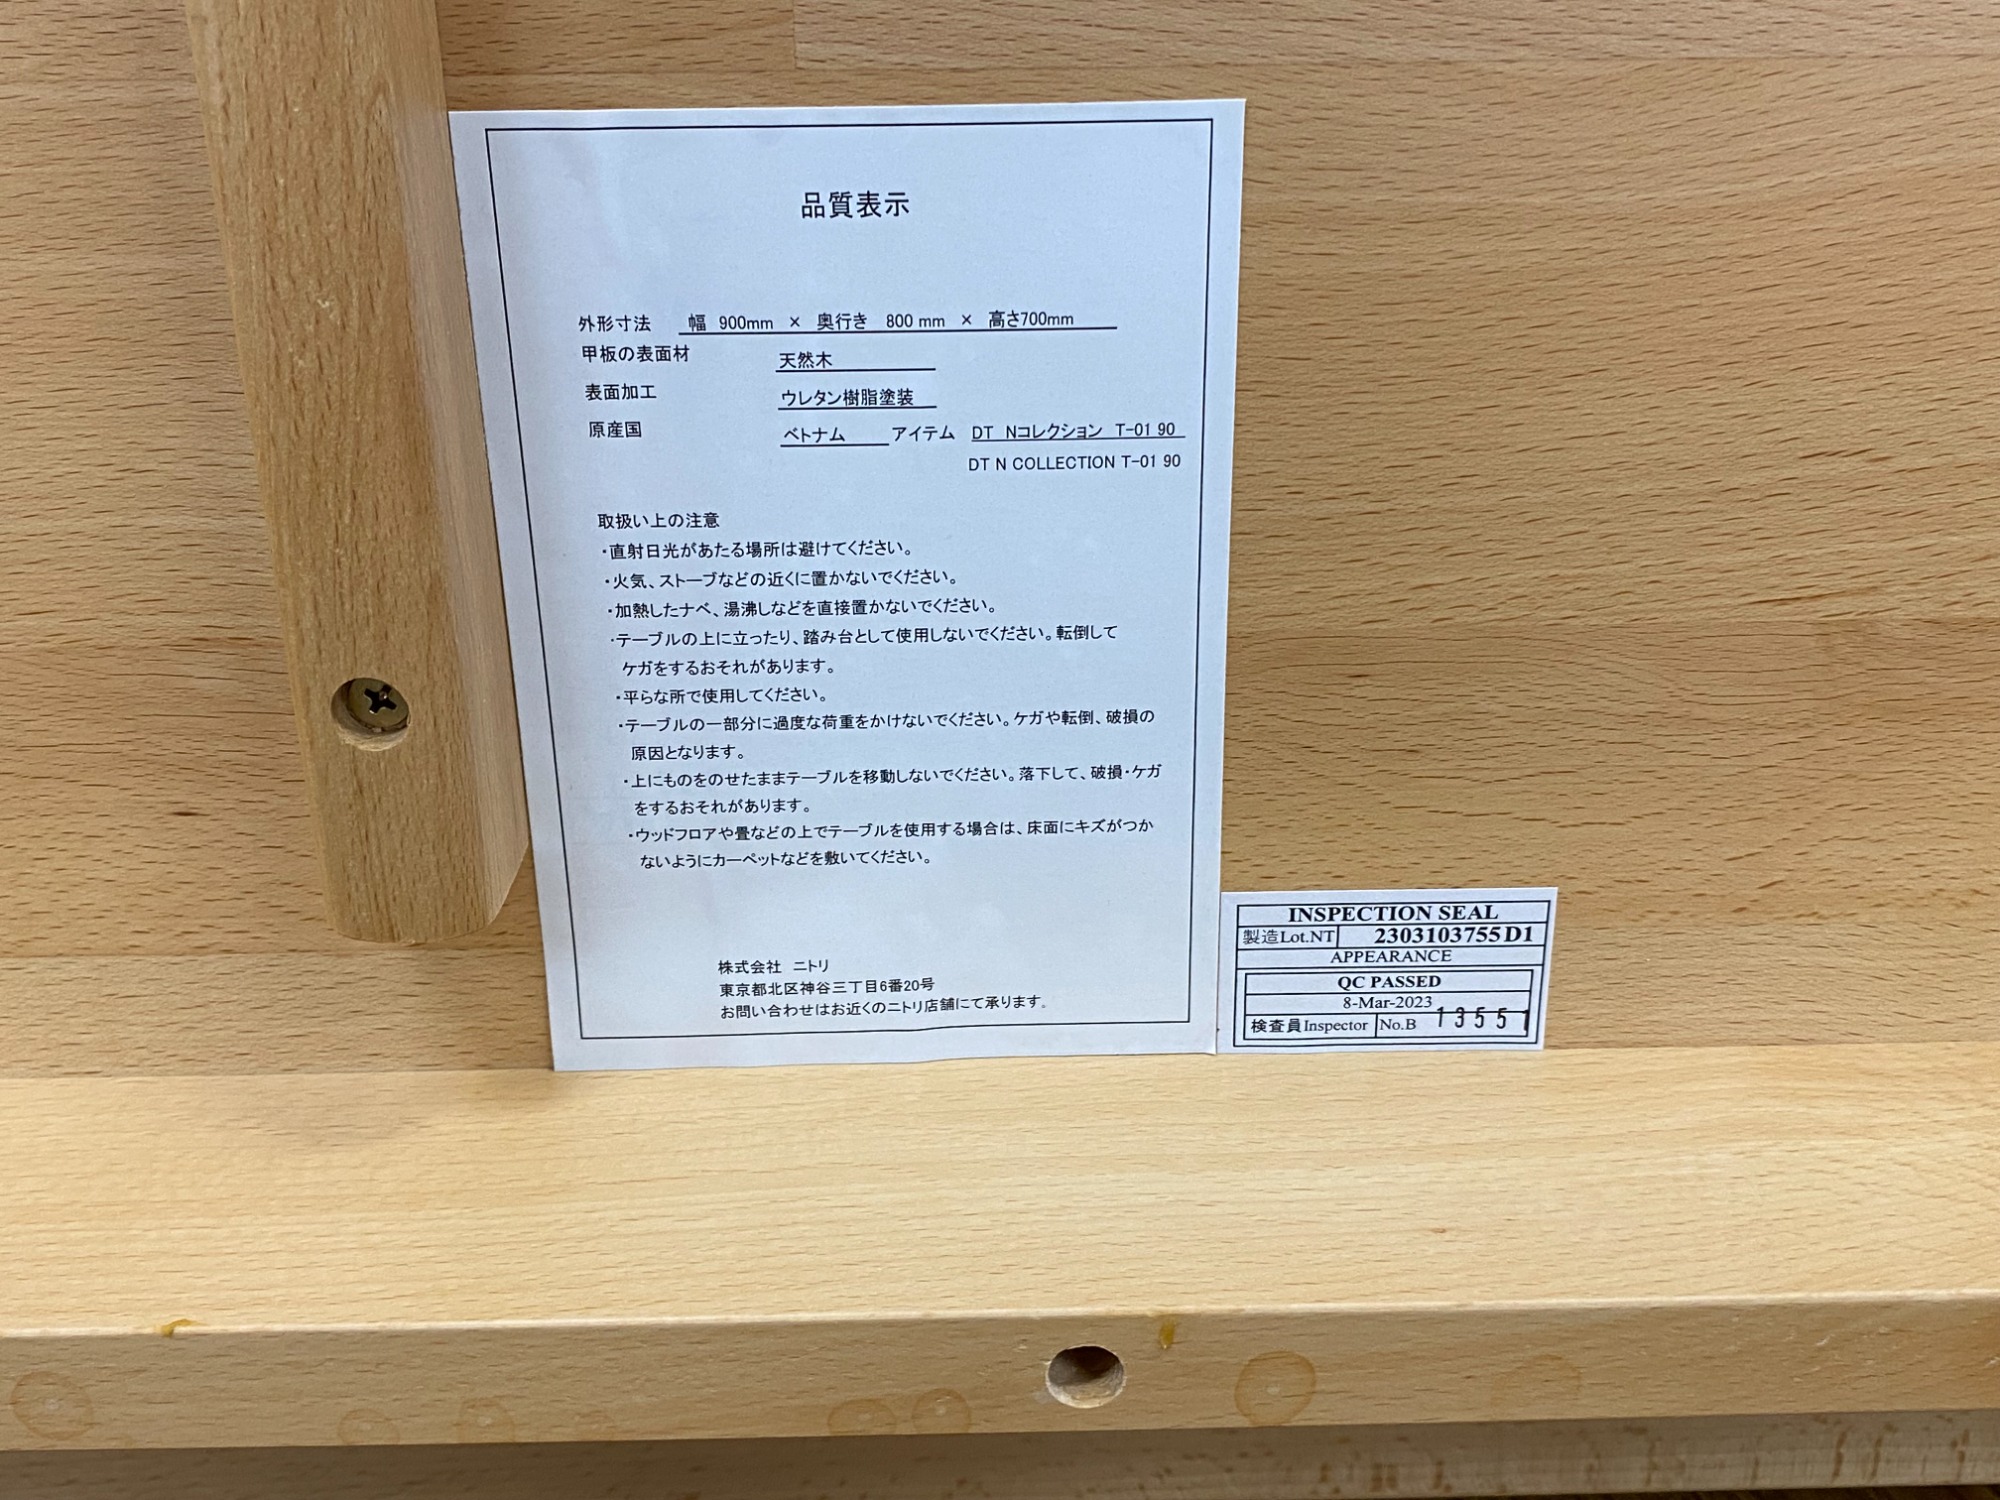 品質表示
外形寸法 幅 900mm × 奥行き 800 mm × 高さ700mm
甲板の表面材 天然木
表面加工 ウレタン樹脂塗装
原産国 ベトナム アイテム DT Nコレクション T-01 90
DT N COLLECTION T-01 90
取扱い上の注意
・直射日光があたる場所は避けてください。
・火気、ストーブなどの近くに置かないでください。
・加熱したナベ、湯沸しなどを直接置かないでください。
・テーブルの上に立ったり、踏み台として使用しないでください。転倒して
ケガをするおそれがあります。
・平らな所で使用してください。
・テーブルの一部分に過度な荷重をかけないでください。ケガや転倒、破損の
原因となります。
・上にものをのせたままテーブルを移動しないでください。落下して、破損・ケガ
をするおそれがあります。
・ウッドフロアや畳などの上でテーブルを使用する場合は、床面にキズがつか
ないようにカーペットなどを敷いてください。
株式会社 ニトリ
東京都北区神谷三丁目6番20号
お問い合わせはお近くのニトリ店舗にて承ります。
INSPECTION SEAL
製造Lot.NT 2303103755D1
APPEARANCE
QC PASSED
8-Mar-2023
検査員Inspector No.B 13551